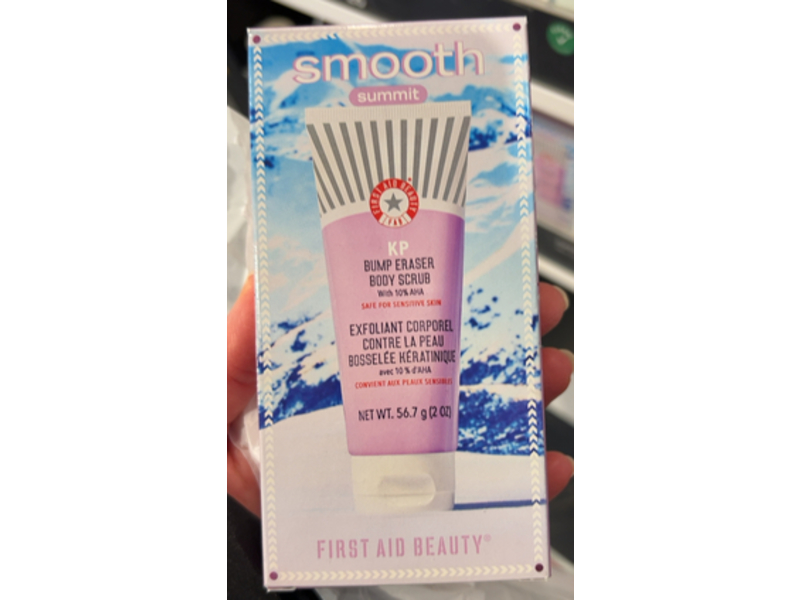 smooth
summit
FIRST AID BEAUTY
KP
BUMP ERASER
BODY SCRUB
With 10% AHA
SAFE FOR SENSITIVE SKIN
EXFOLIANT CORPOREL
CONTRE LA PEAU
BOSSELÉE KÉRATINIQUE
avec 10 % d'AHA
CONVIENT AUX PEAUX SENSIBLES
NET WT. 56.7 g (2 OZ)
FIRST AID BEAUTY®